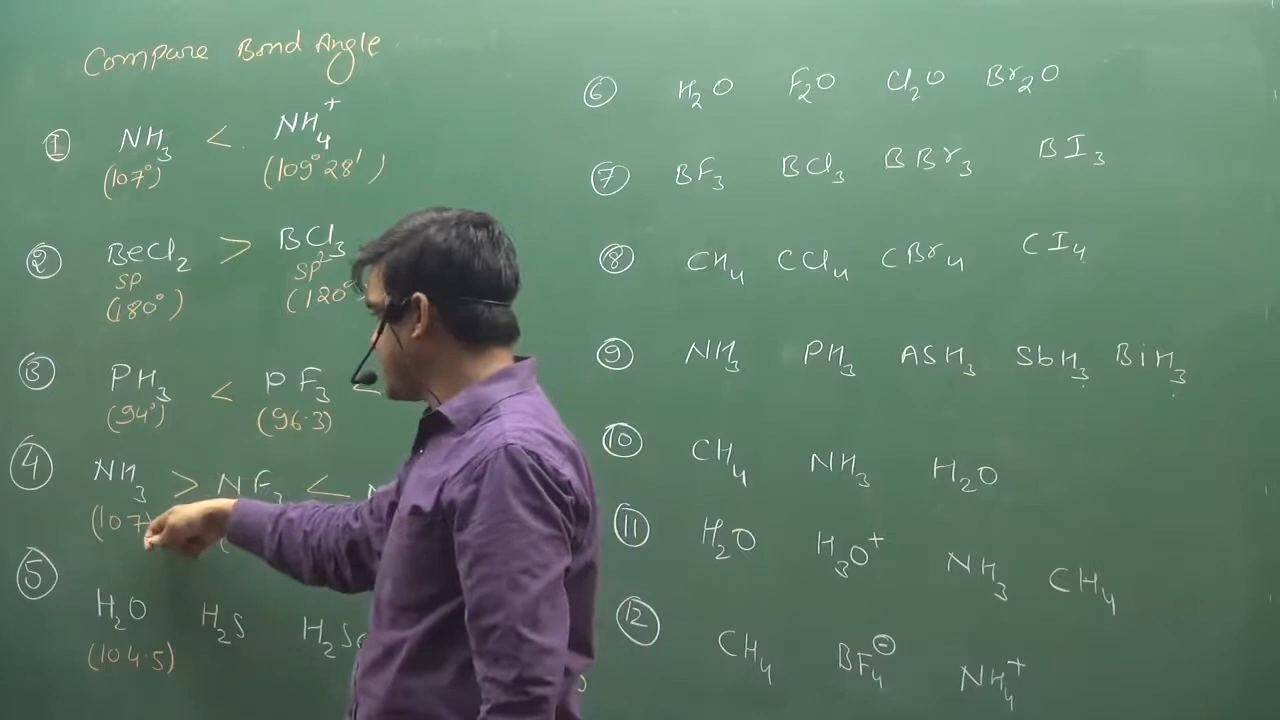 Compare Bond Angle
① NH₃ < NH₄⁺
(107°) (109°28')
② BeCl₂ > BCl₃
sp sp²
(180°) (120°
③ PH₃ < PF₃ <
(94°) (96.3)
④ NH₃ > NF₃ <
(107)
⑤
H₂O H₂S H₂Se
(104.5)
⑥ H₂O F₂O Cl₂O Br₂O
⑦ BF₃ BCl₃ BBr₃ BI₃
⑧ CH₄ CCl₄ CBr₄ CI₄
⑨ NH₃ PH₃ ASH₃ SbH₃ BiH₃
⑩ CH₄ NH₃ H₂O
⑪ H₂O H₃O⁺ NH₃ CH₄
⑫ CH₄ BF₄⊖ NH₄⁺